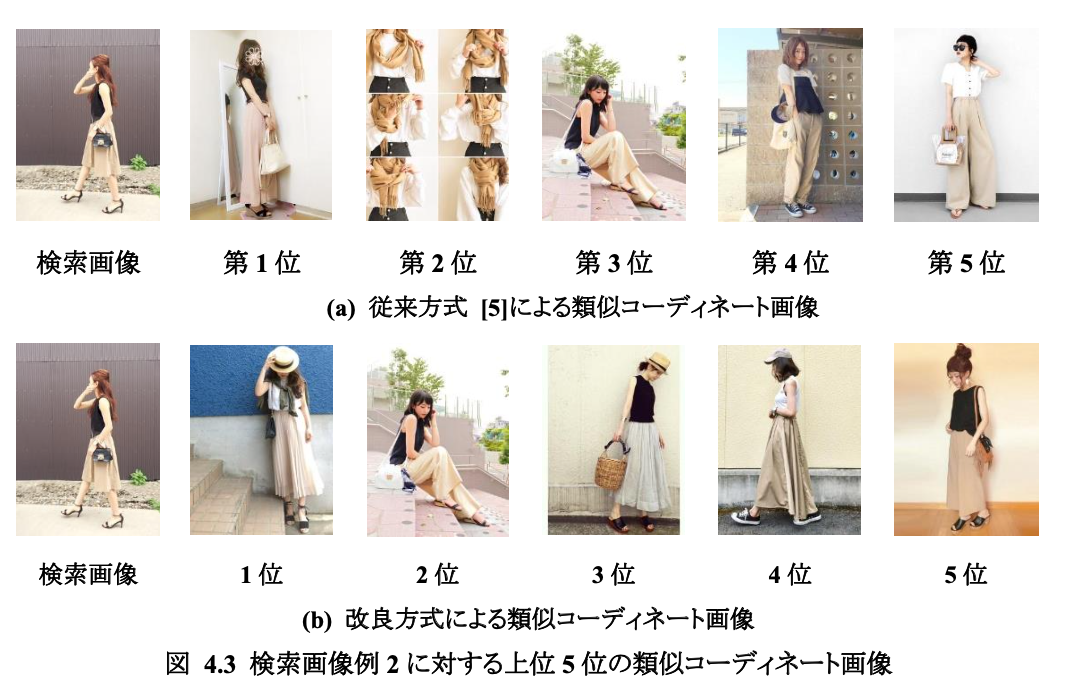 検索画像 第1位 第2位 第3位 第4位 第5位
(a) 従来方式 [5]による類似コーディネート画像
検索画像 1位 2位 3位 4位 5位
(b) 改良方式による類似コーディネート画像
図 4.3 検索画像例2に対する上位5位の類似コーディネート画像